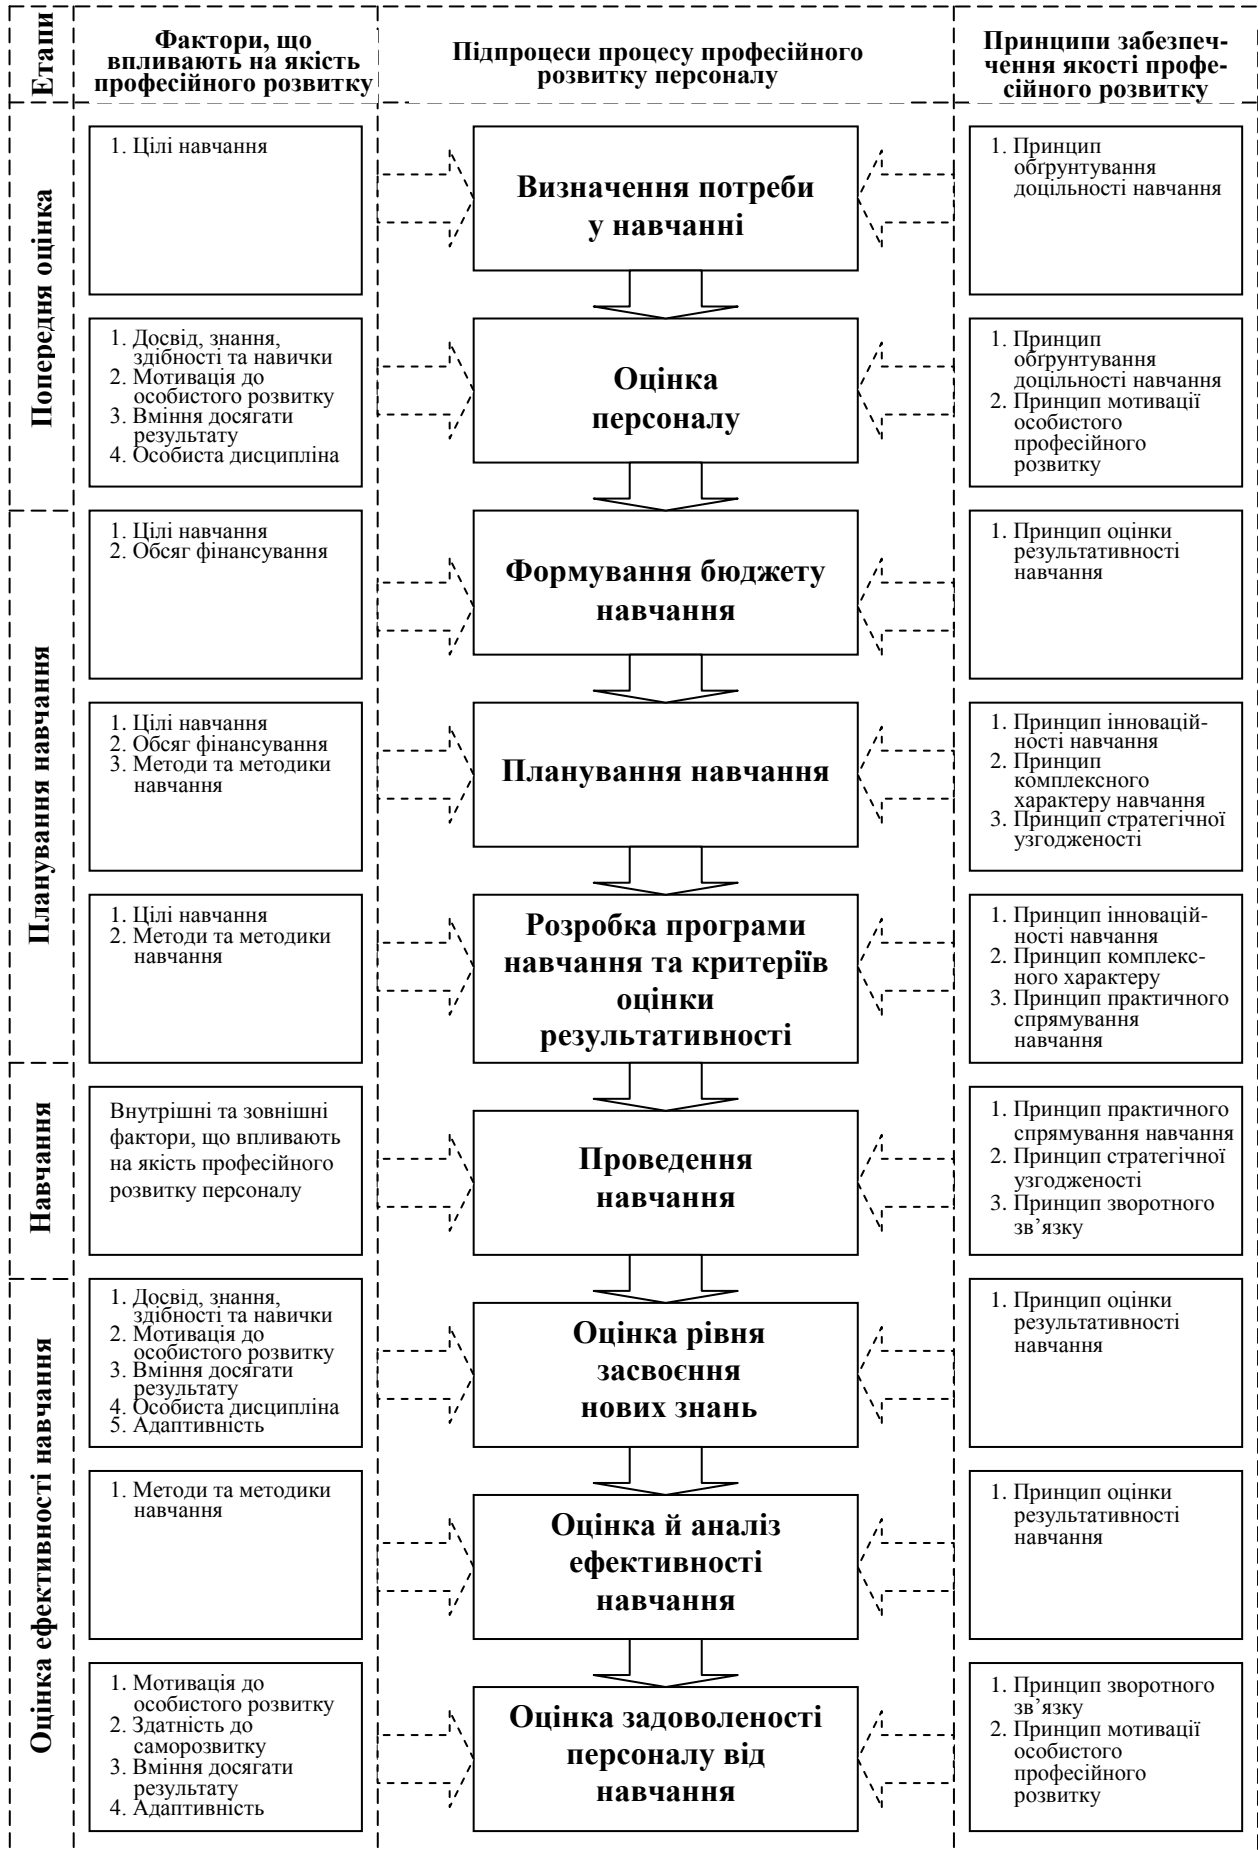 Етапи
Фактори, що
впливають на якість
професійного розвитку
Підпроцеси процесу професійного
розвитку персоналу
Принципи забезпеч-
чення якості профе-
сійного розвитку
Попередня оцінка
1. Цілі навчання
Визначення потреби
у навчанні
1. Принцип
обґрунтування
доцільності навчання
1. Досвід, знання,
здібності та навички
2. Мотивація до
особистого розвитку
3. Вміння досягати
результату
4. Особиста дисципліна
Оцінка
персоналу
1. Принцип
обґрунтування
доцільності навчання
2. Принцип мотивації
особистого
професійного
розвитку
Планування навчання
1. Цілі навчання
2. Обсяг фінансування
Формування бюджету
навчання
1. Принцип оцінки
результативності
навчання
1. Цілі навчання
2. Обсяг фінансування
3. Методи та методики
навчання
Планування навчання
1. Принцип інновацій-
ності навчання
2. Принцип
комплексного
характеру навчання
3. Принцип стратегічної
узгодженості
1. Цілі навчання
2. Методи та методики
навчання
Розробка програми
навчання та критеріїв
оцінки
результативності
1. Принцип інновацій-
ності навчання
2. Принцип комплекс-
ного характеру
3. Принцип практичного
спрямування
навчання
Навчання
Внутрішні та зовнішні
фактори, що впливають
на якість професійного
розвитку персоналу
Проведення
навчання
1. Принцип практичного
спрямування навчання
2. Принцип стратегічної
узгодженості
3. Принцип зворотного
зв’язку
Оцінка ефективності навчання
1. Досвід, знання,
здібності та навички
2. Мотивація до
особистого розвитку
3. Вміння досягати
результату
4. Особиста дисципліна
5. Адаптивність
Оцінка рівня
засвоєння
нових знань
1. Принцип оцінки
результативності
навчання
1. Методи та методики
навчання
Оцінка й аналіз
ефективності
навчання
1. Принцип оцінки
результативності
навчання
1. Мотивація до
особистого розвитку
2. Здатність до
саморозвитку
3. Вміння досягати
результату
4. Адаптивність
Оцінка задоволеності
персоналу від
навчання
1. Принцип зворотного
зв’язку
2. Принцип мотивації
особистого
професійного
розвитку